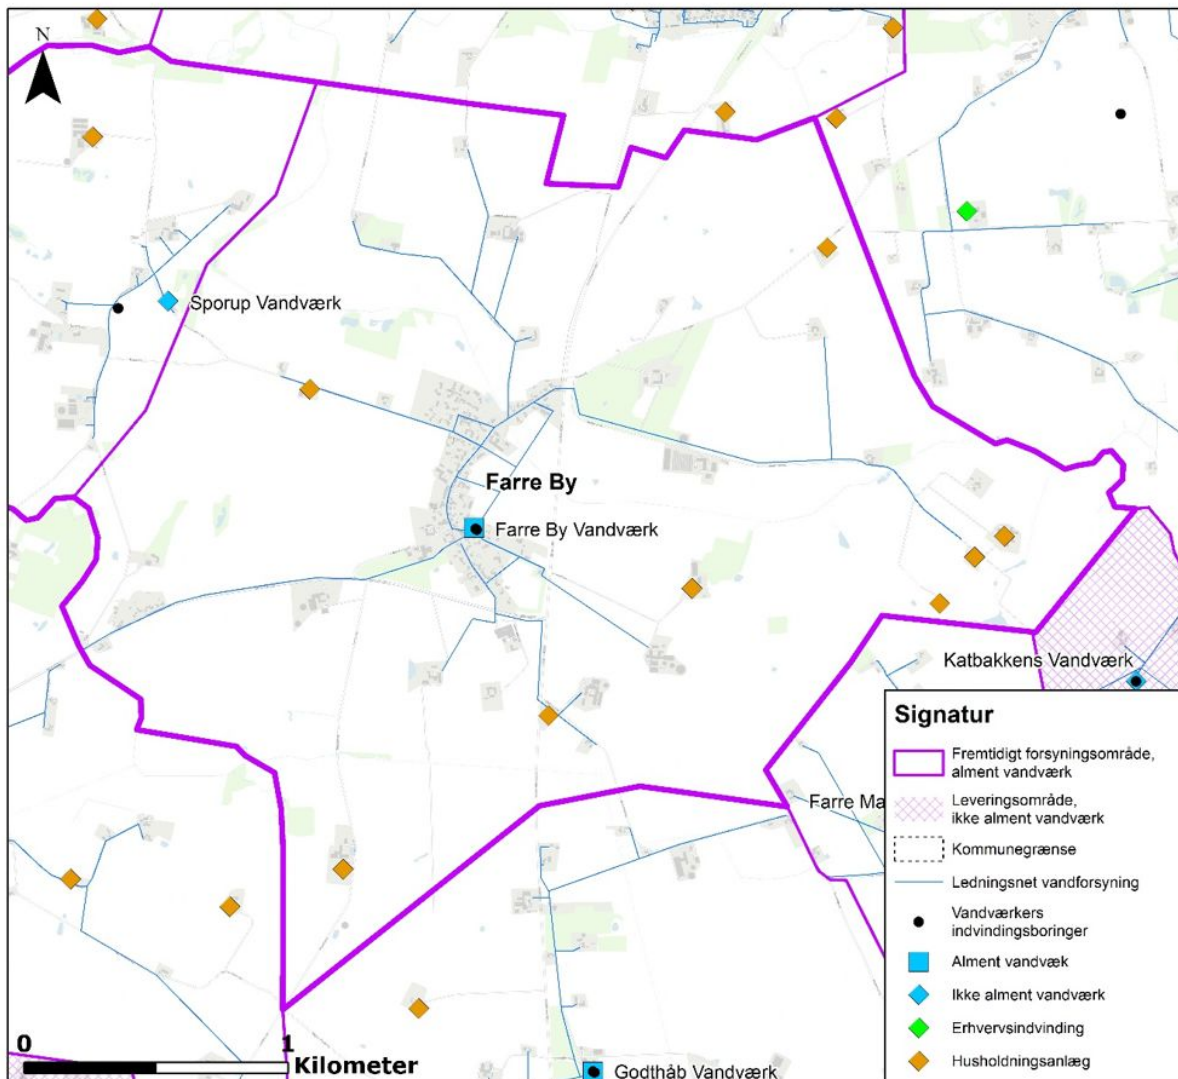 N
Sporup Vandværk
Farre By
Farre By Vandværk
Katbakkens Vandværk
Farre Ma
Signatur
Fremtidigt forsyningsområde,
alment vandværk
Leveringsområde,
ikke alment vandværk
Kommunegrænse
Ledningsnet vandforsyning
Vandværkers
indvindingsboringer
Alment vandvæk
Ikke alment vandværk
Erhvervsindvinding
Husholdningsanlæg
0
1
Kilometer
Godthåb Vandværk